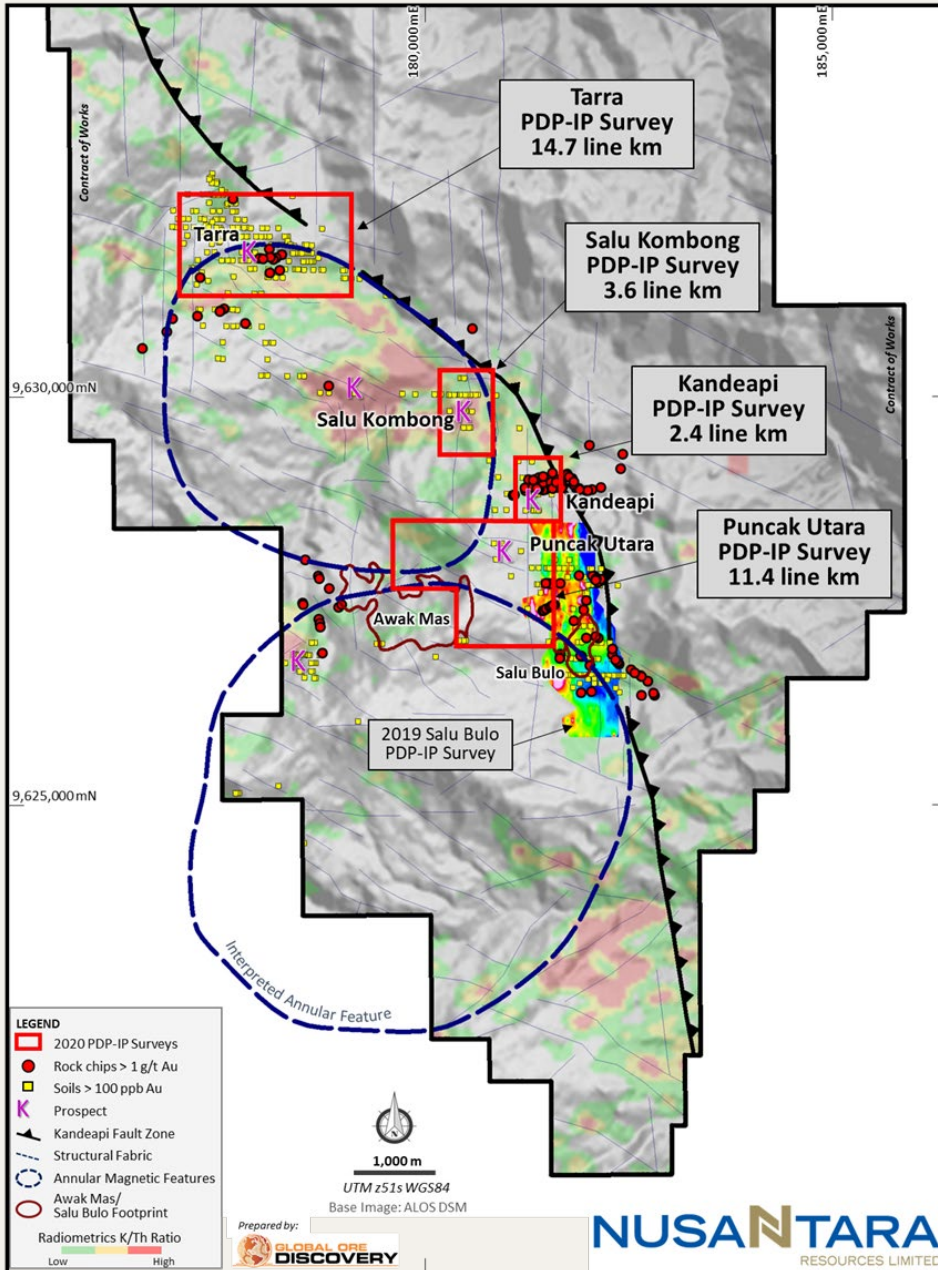 180,000mE
185,000mE
Contract of Works
Tarra
PDP-IP Survey
14.7 line km
Salu Kombong
PDP-IP Survey
3.6 line km
Tarra
K
Contract of Works
9,630,000mN
K
Salu Kombong
K
Kandeapi
PDP-IP Survey
2.4 line km
K
Kandeapi
Puncak Utara
K
Puncak Utara
PDP-IP Survey
11.4 line km
Awak Mas
K
Salu Bulo
2019 Salu Bulo
PDP-IP Survey
9,625,000mN
Interpreted Annular Feature
LEGEND
2020 PDP-IP Surveys
Rock chips > 1 g/t Au
Soils > 100 ppb Au
K Prospect
Kandeapi Fault Zone
Structural Fabric
Annular Magnetic Features
Awak Mas/
Salu Bulo Footprint
Radiometrics K/Th Ratio
Low High
1,000 m
UTM z51s WGS84
Base Image: ALOS DSM
Prepared by:
GLOBAL ORE
DISCOVERY
NUSANTARA
RESOURCES LIMITED